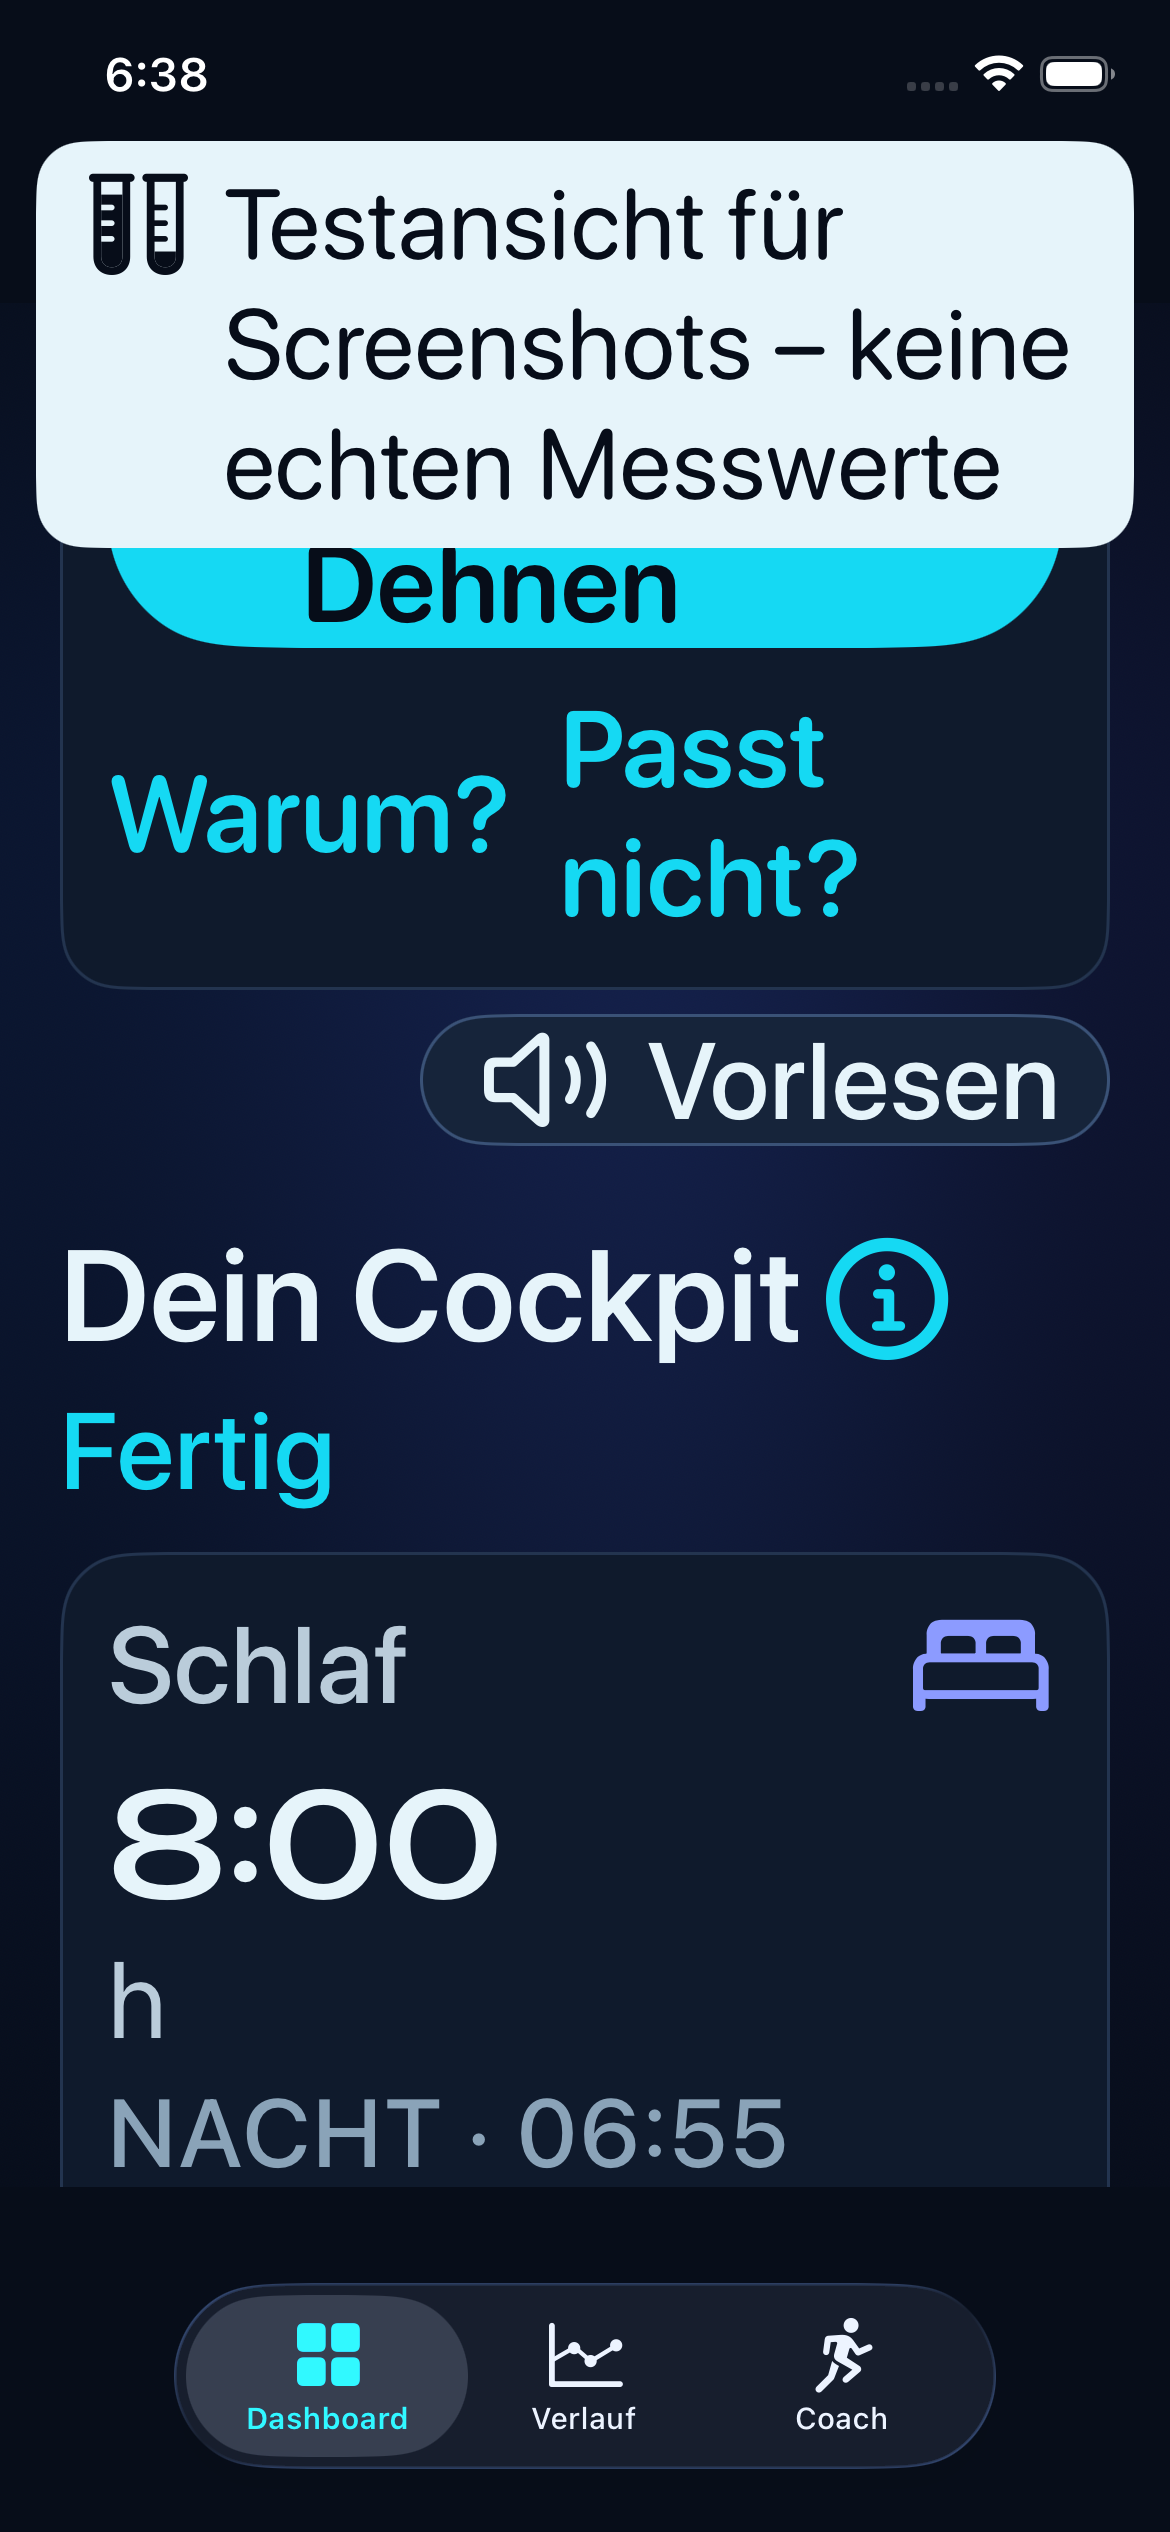 6:38
Testansicht für
Screenshots – keine
echten Messwerte
Dehnen
Warum?
Passt
nicht?
Vorlesen
Dein Cockpit
Fertig
Schlaf
8:00
h
NACHT · 06:55
Dashboard
Verlauf
Coach